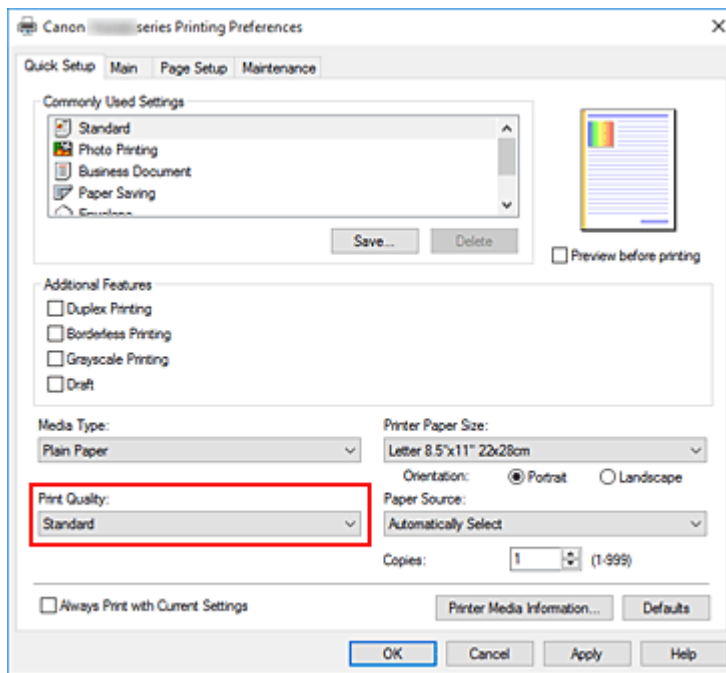 Canon series Printing Preferences
Quick Setup Main Page Setup Maintenance
Commonly Used Settings
Standard
Photo Printing
Business Document
Paper Saving
Envelope
Save... Delete
Preview before printing
Additional Features
Duplex Printing
Borderless Printing
Grayscale Printing
Draft
Media Type:
Plain Paper
Printer Paper Size:
Letter 8.5"x11" 22x28cm
Orientation: Portrait Landscape
Print Quality:
Standard
Paper Source:
Automatically Select
Copies: 1 (1-999)
Always Print with Current Settings
Printer Media Information... Defaults
OK Cancel Apply Help